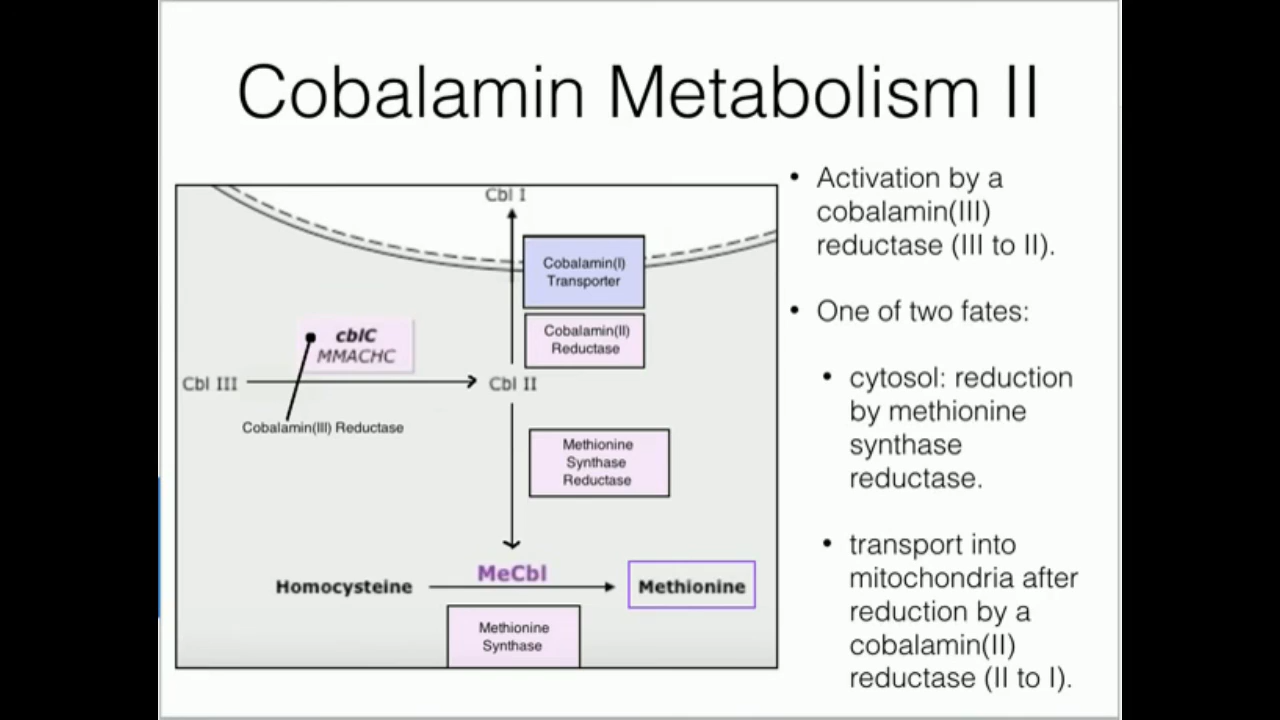 Cobalamin Metabolism II
Cbl I
Cobalamin(I)
Transporter
Cobalamin(II)
Reductase
cblC
MMACHC
Cbl III
Cbl II
Cobalamin(III) Reductase
Methionine
Synthase
Reductase
MeCbl
Homocysteine
Methionine
Methionine
Synthase
• Activation by a
cobalamin(III)
reductase (III to II).
• One of two fates:
• cytosol: reduction
by methionine
synthase
reductase.
• transport into
mitochondria after
reduction by a
cobalamin(II)
reductase (II to I).